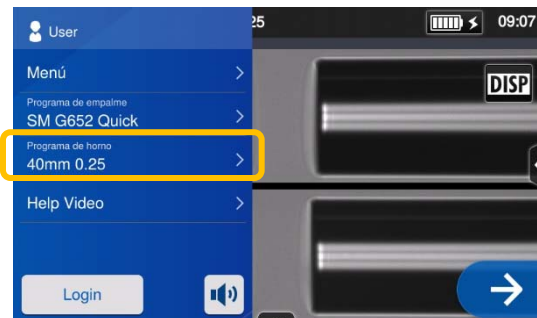 User
25
09:07
Menú
DISP
Programa de empalme
SM G652 Quick
Programa de horno
40mm 0.25
Help Video
Login